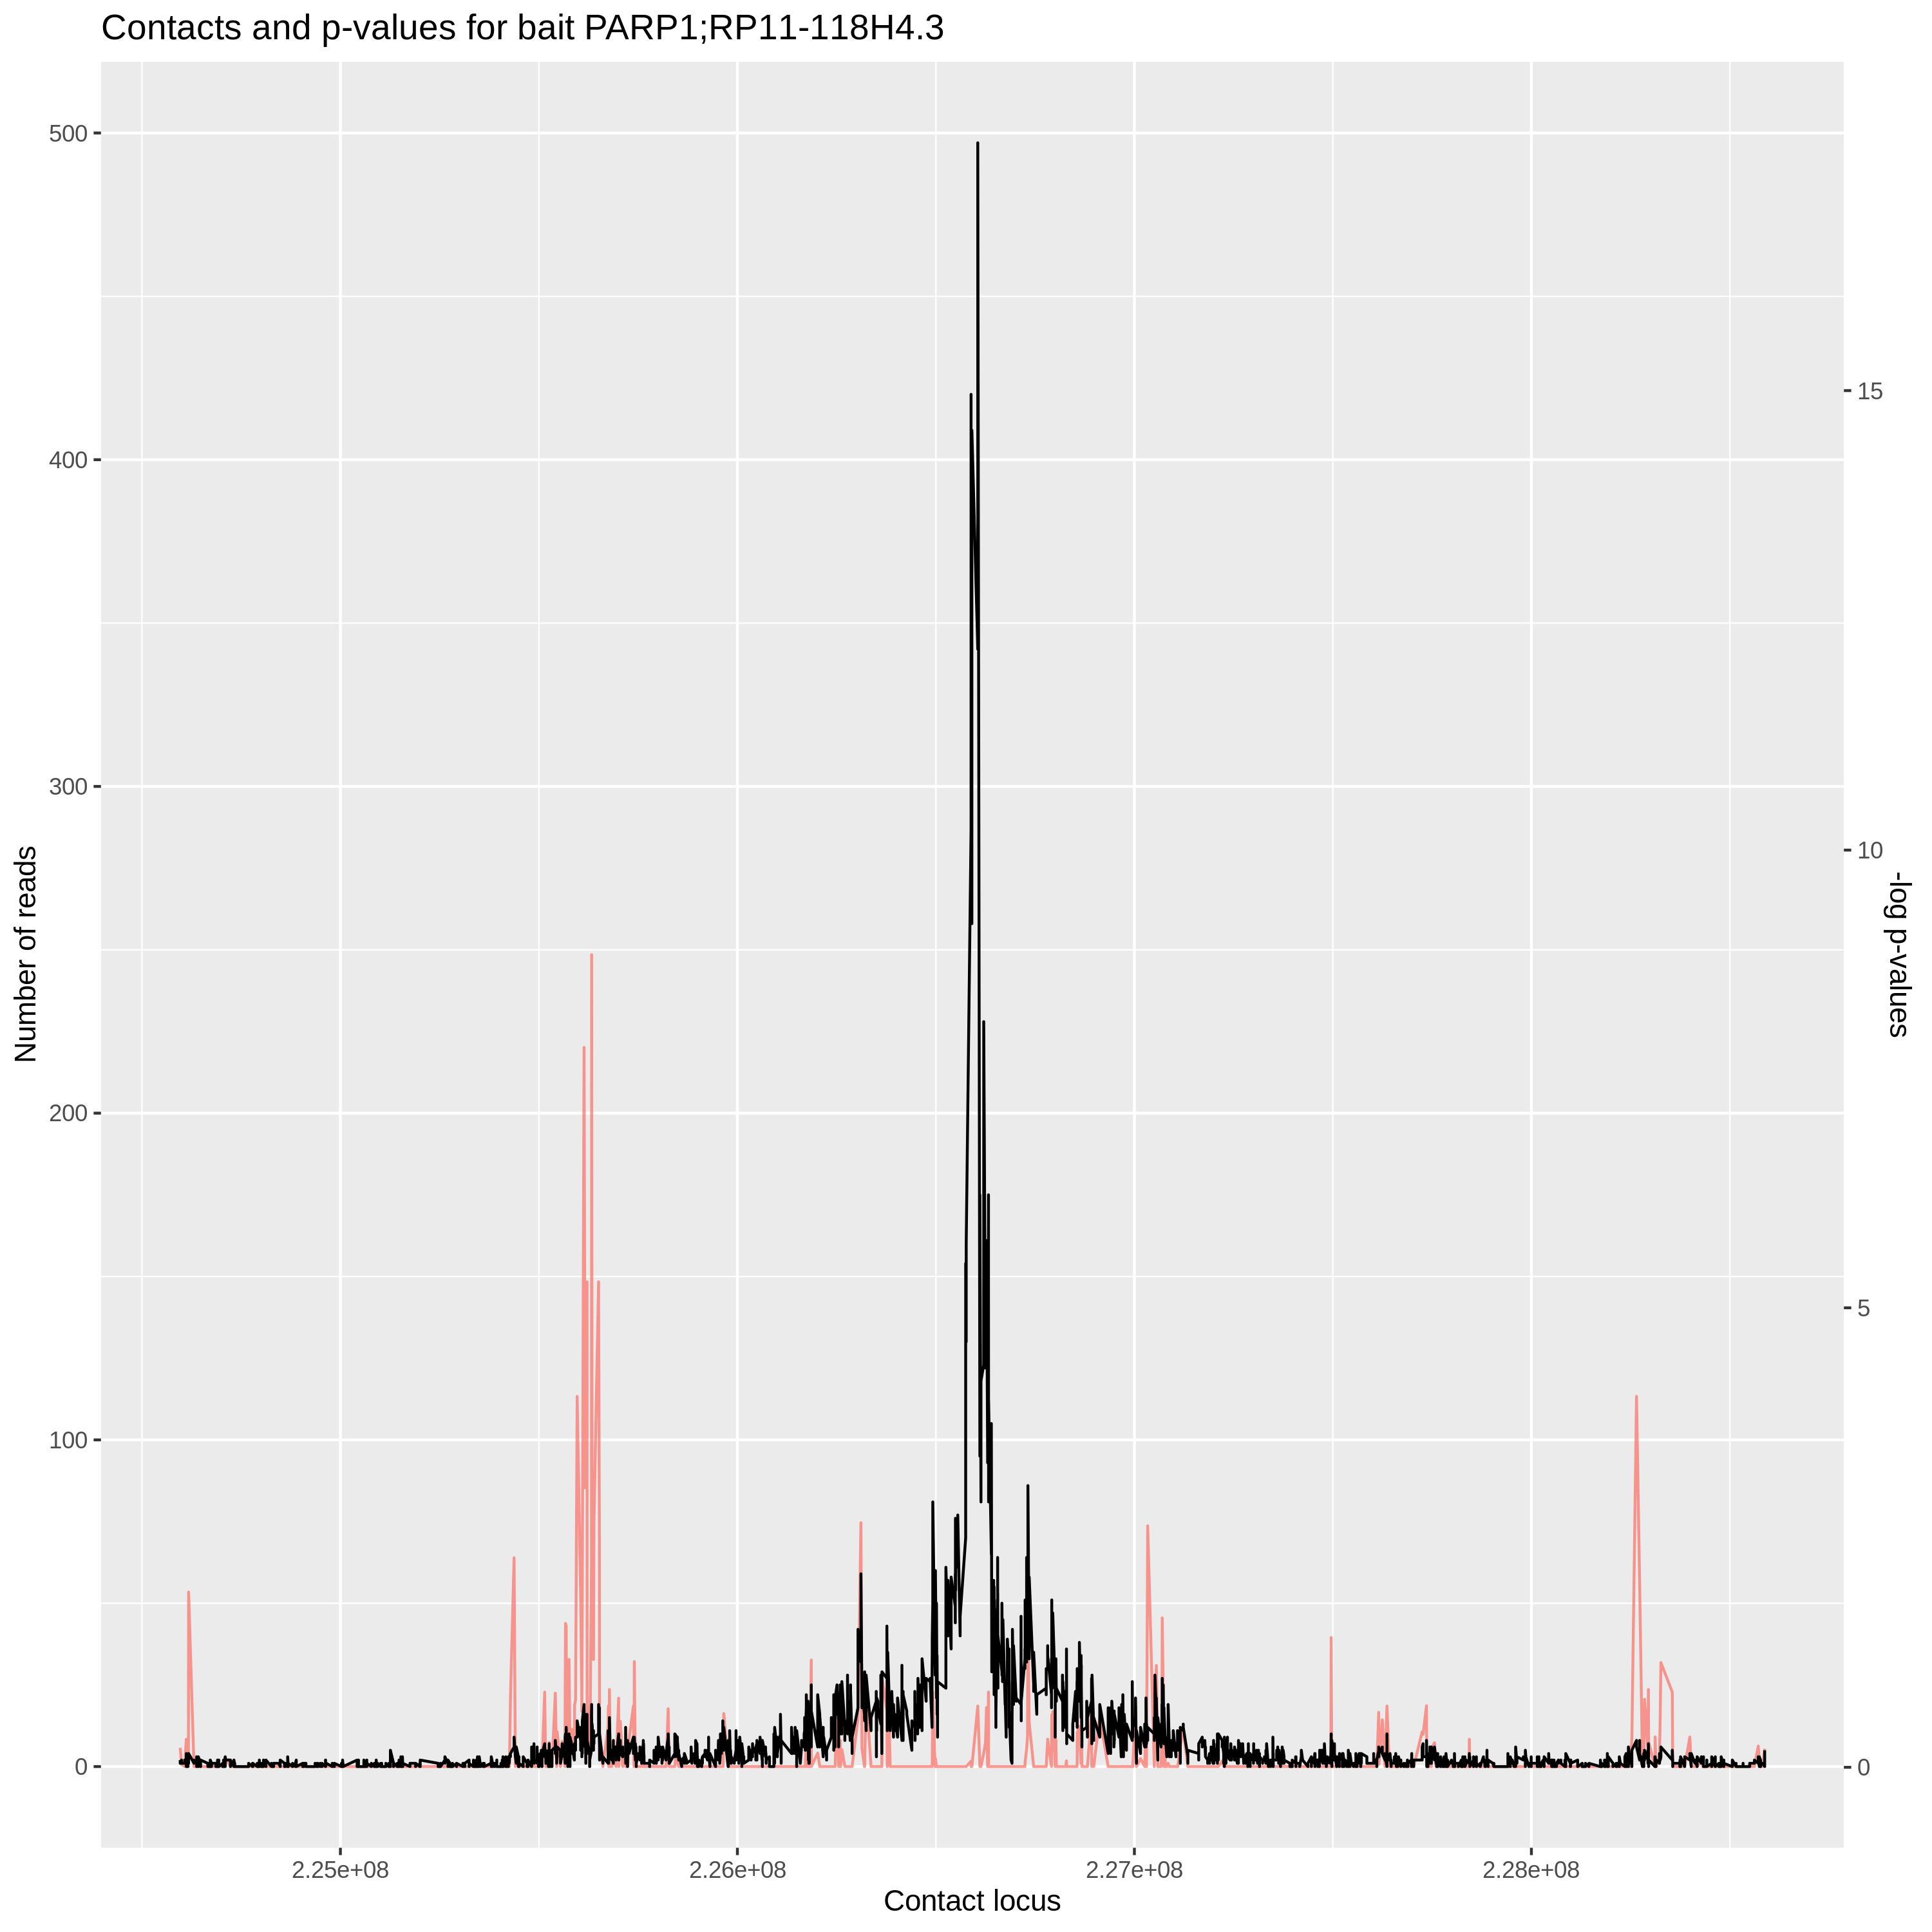 Contacts and p-values for bait PARP1;RP11-118H4.3
500
400
300
200
100
0
Number of reads
15
10
5
0
-log p-values
2.25e+08
2.26e+08
2.27e+08
2.28e+08
Contact locus